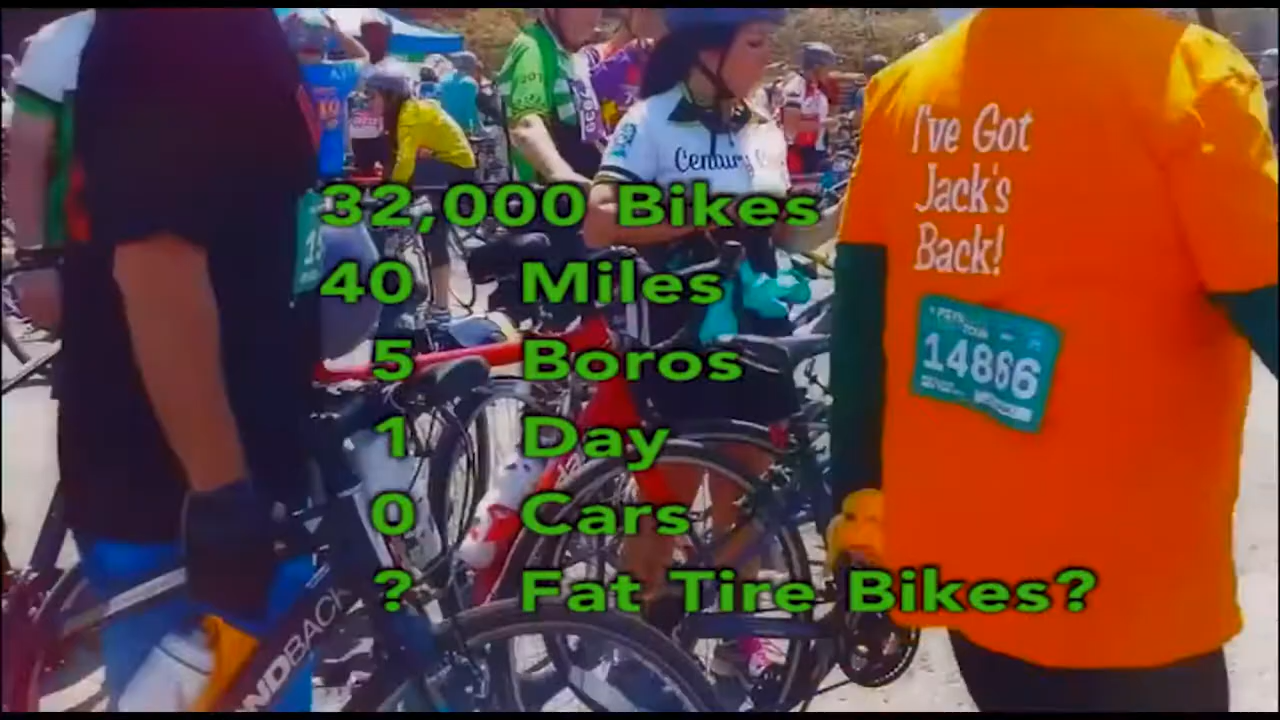 I've Got
Jack's
Back!
32,000 Bikes
40 Miles
5 Boros
1 Day
0 Cars
? Fat Tire Bikes?
14866
Century